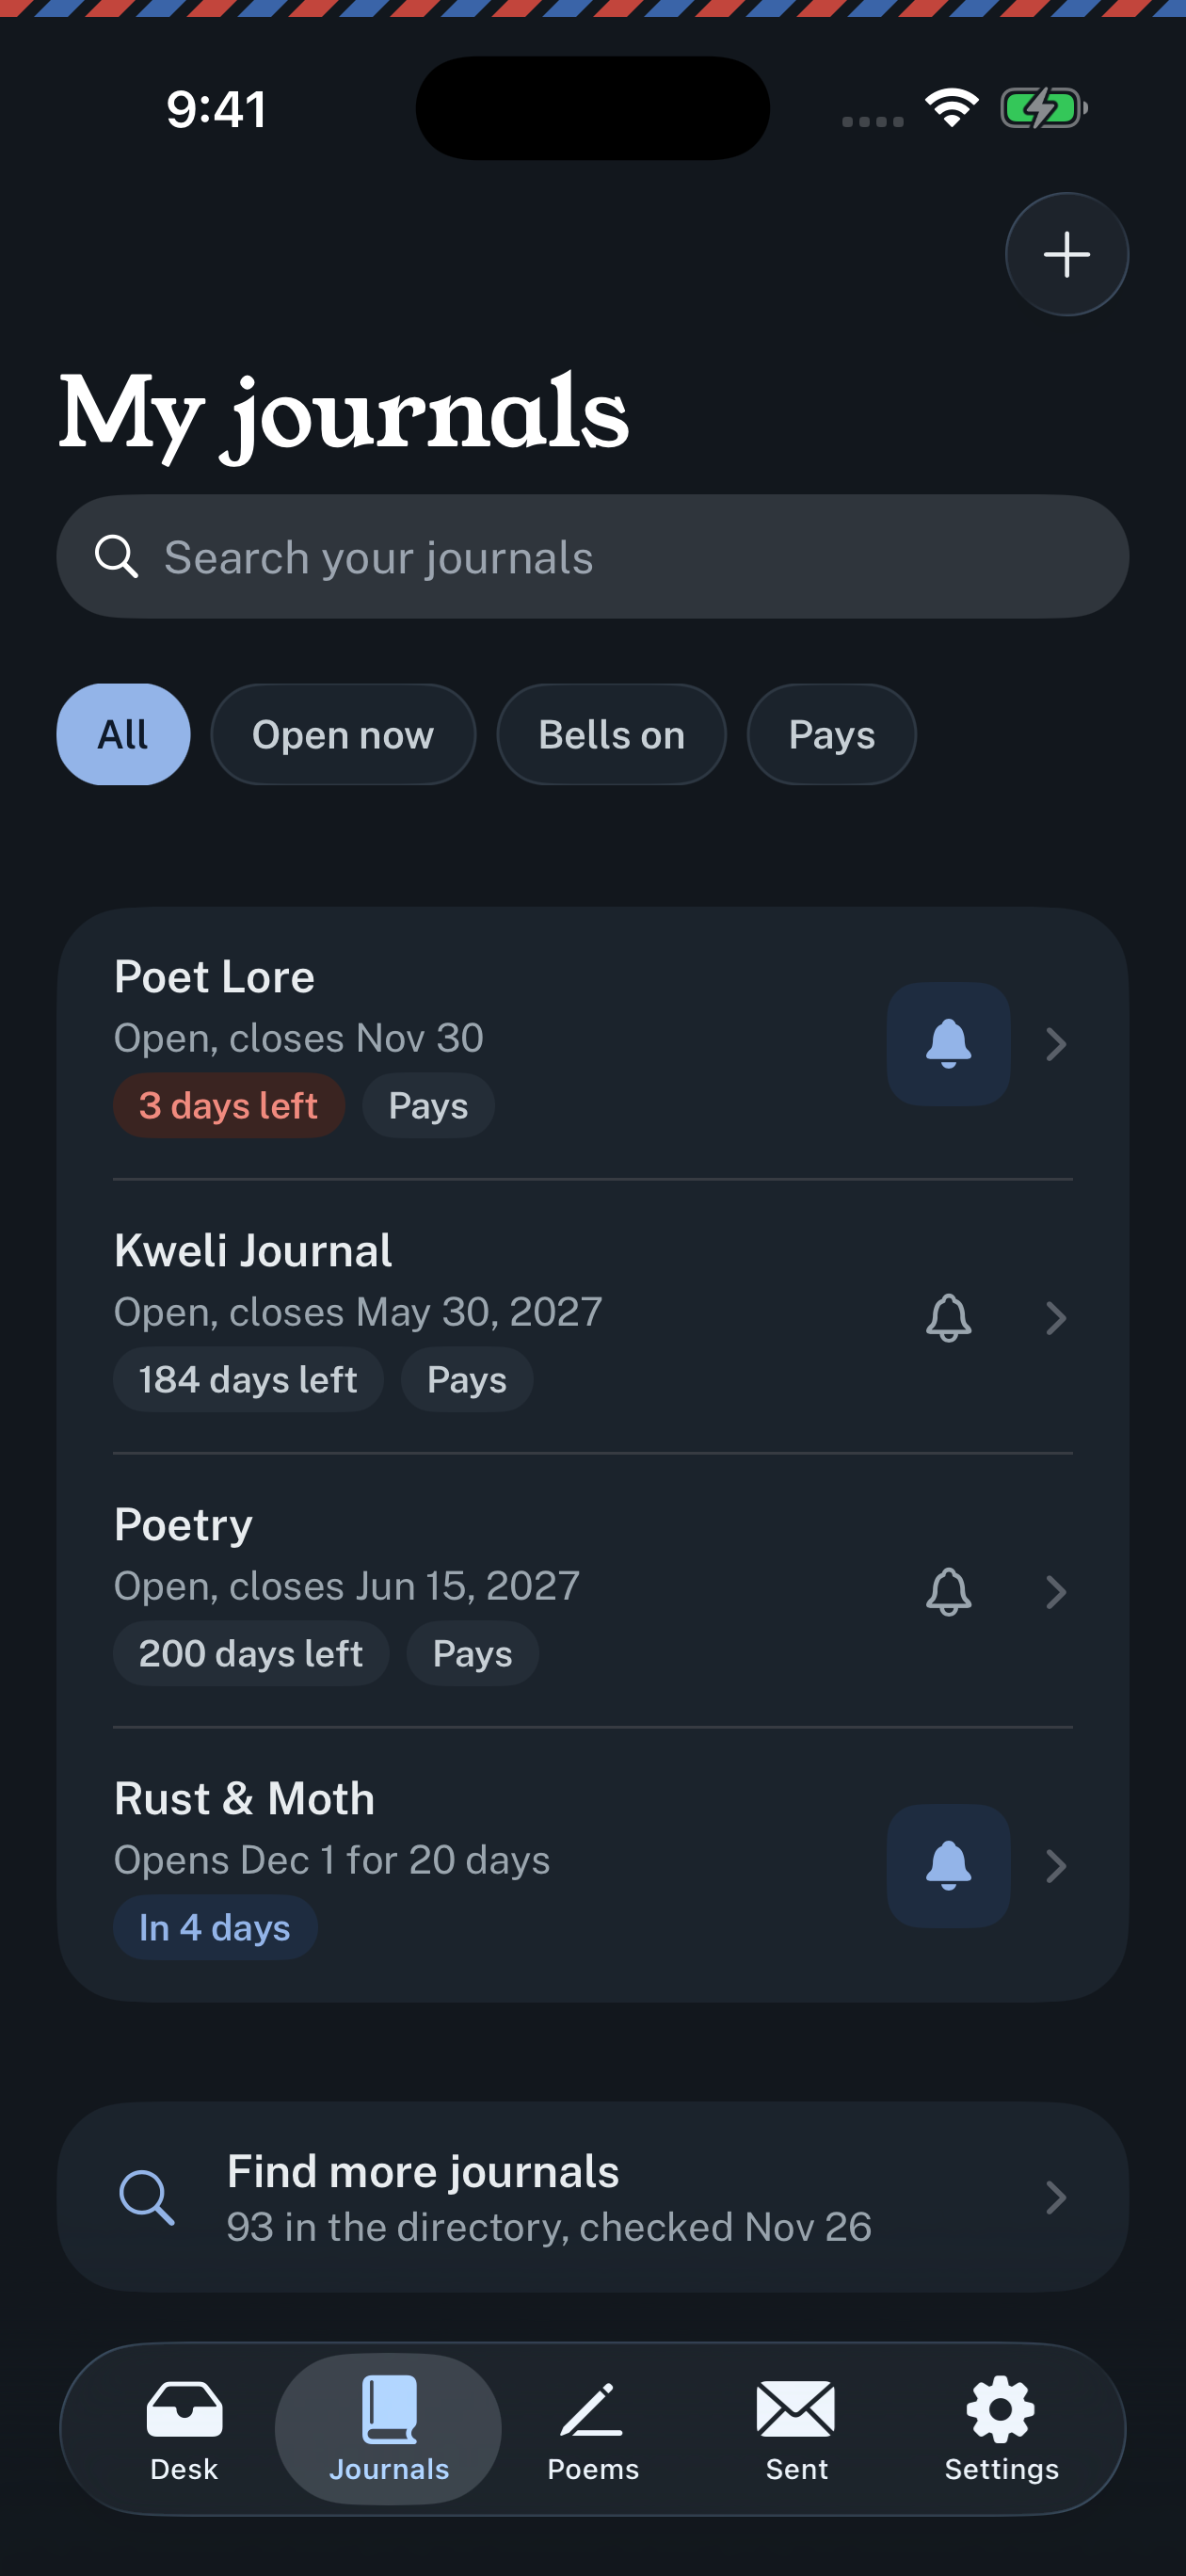 9:41
My journals
Search your journals
All
Open now
Bells on
Pays
Poet Lore
Open, closes Nov 30
3 days left
Pays
Kweli Journal
Open, closes May 30, 2027
184 days left
Pays
Poetry
Open, closes Jun 15, 2027
200 days left
Pays
Rust & Moth
Opens Dec 1 for 20 days
In 4 days
Find more journals
93 in the directory, checked Nov 26
Desk
Journals
Poems
Sent
Settings